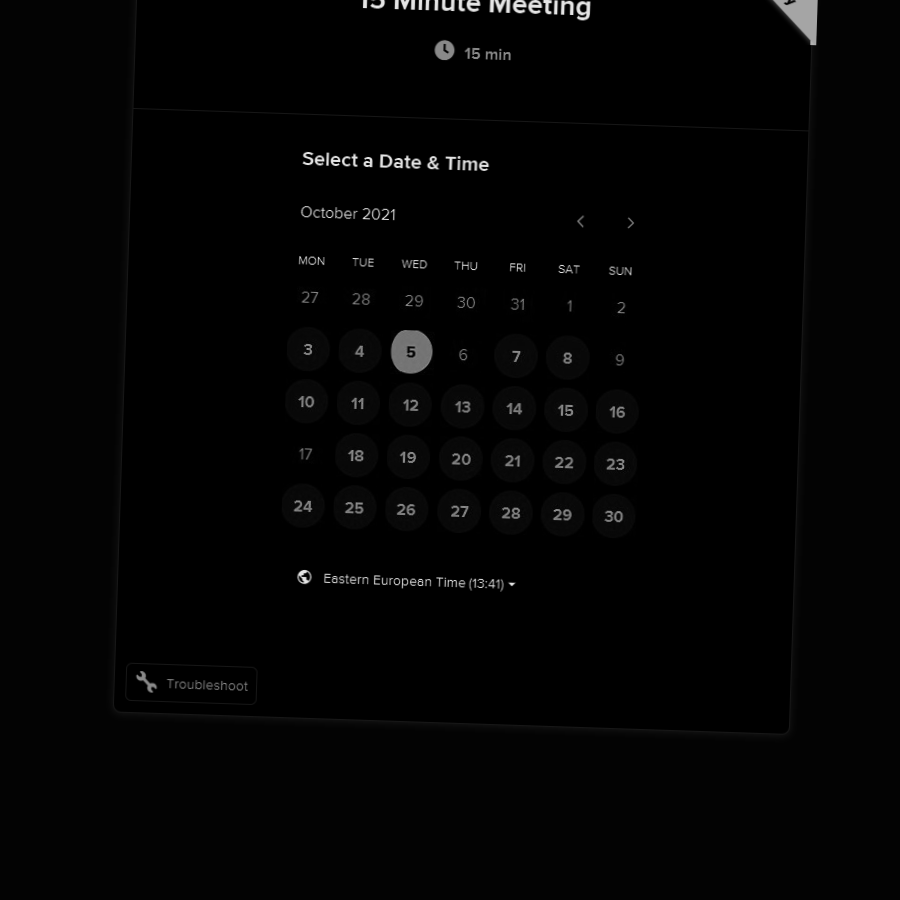 15 Minute Meeting
15 min
Select a Date & Time
October 2021
MON TUE WED THU FRI SAT SUN
27 28 29 30 31 1 2
3 4 5 6 7 8 9
10 11 12 13 14 15 16
17 18 19 20 21 22 23
24 25 26 27 28 29 30
Eastern European Time (13:41)
Troubleshoot